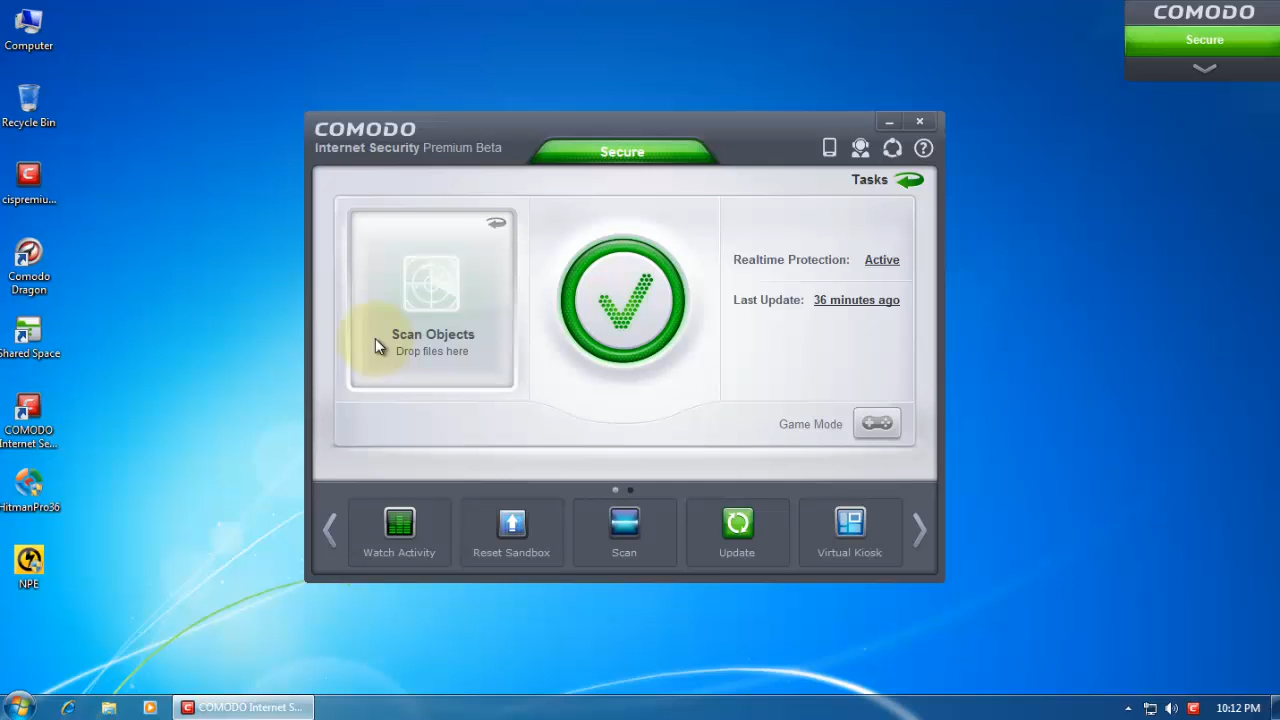 Computer
Recycle Bin
cispremiu...
Comodo
Dragon
Shared Space
COMODO
Internet Se...
HitmanPro36
NPE
COMODO
Secure
COMODO
Internet Security Premium Beta
Secure
Tasks
Scan Objects
Drop files here
Realtime Protection: Active
Last Update: 36 minutes ago
Game Mode
Watch Activity
Reset Sandbox
Scan
Update
Virtual Kiosk
COMODO Internet S...
10:12 PM